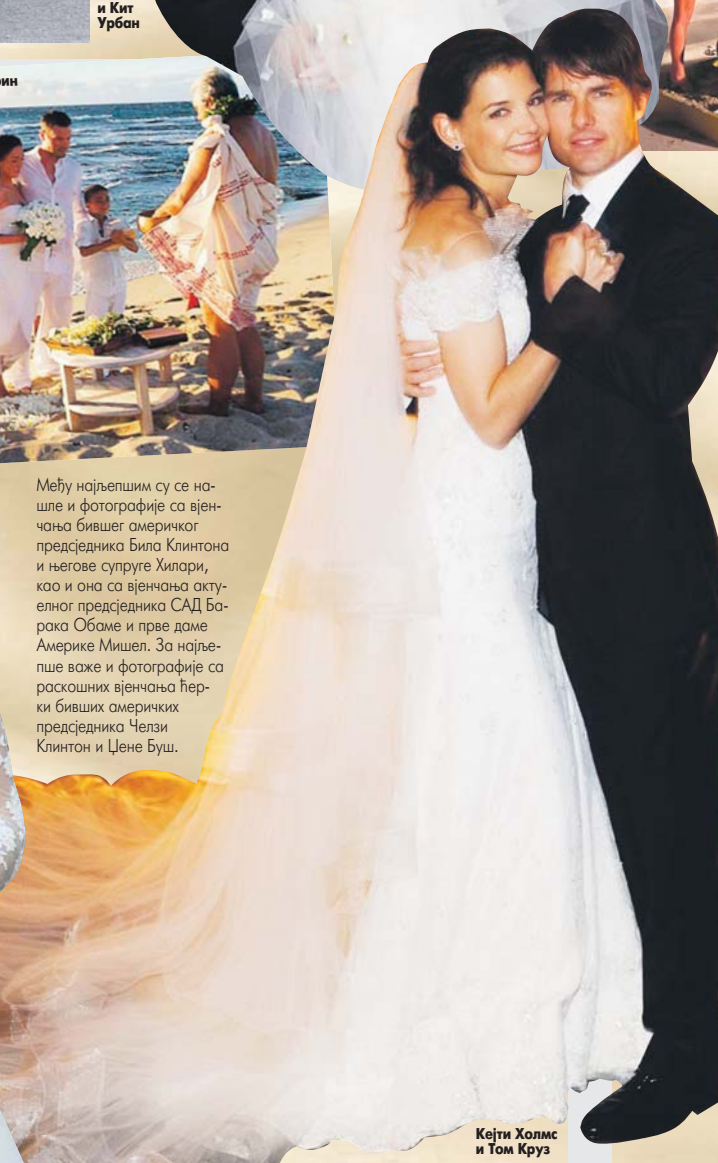 и Кит
Урбан
Међу најљепшим су се на-
шле и фотографије са вјен-
чања бившег америчког
предсједника Била Клинтона
и његове супруге Хилари,
као и она са вјенчања акту-
елног предсједника САД Ба-
рака Обаме и прве даме
Америке Мишел. За најље-
пше важе и фотографије са
раскошних вјенчања ћер-
ки бивших америчких
предсједника Челзи
Клинтон и Џене Буш.
Кејти Холмс
и Том Круз